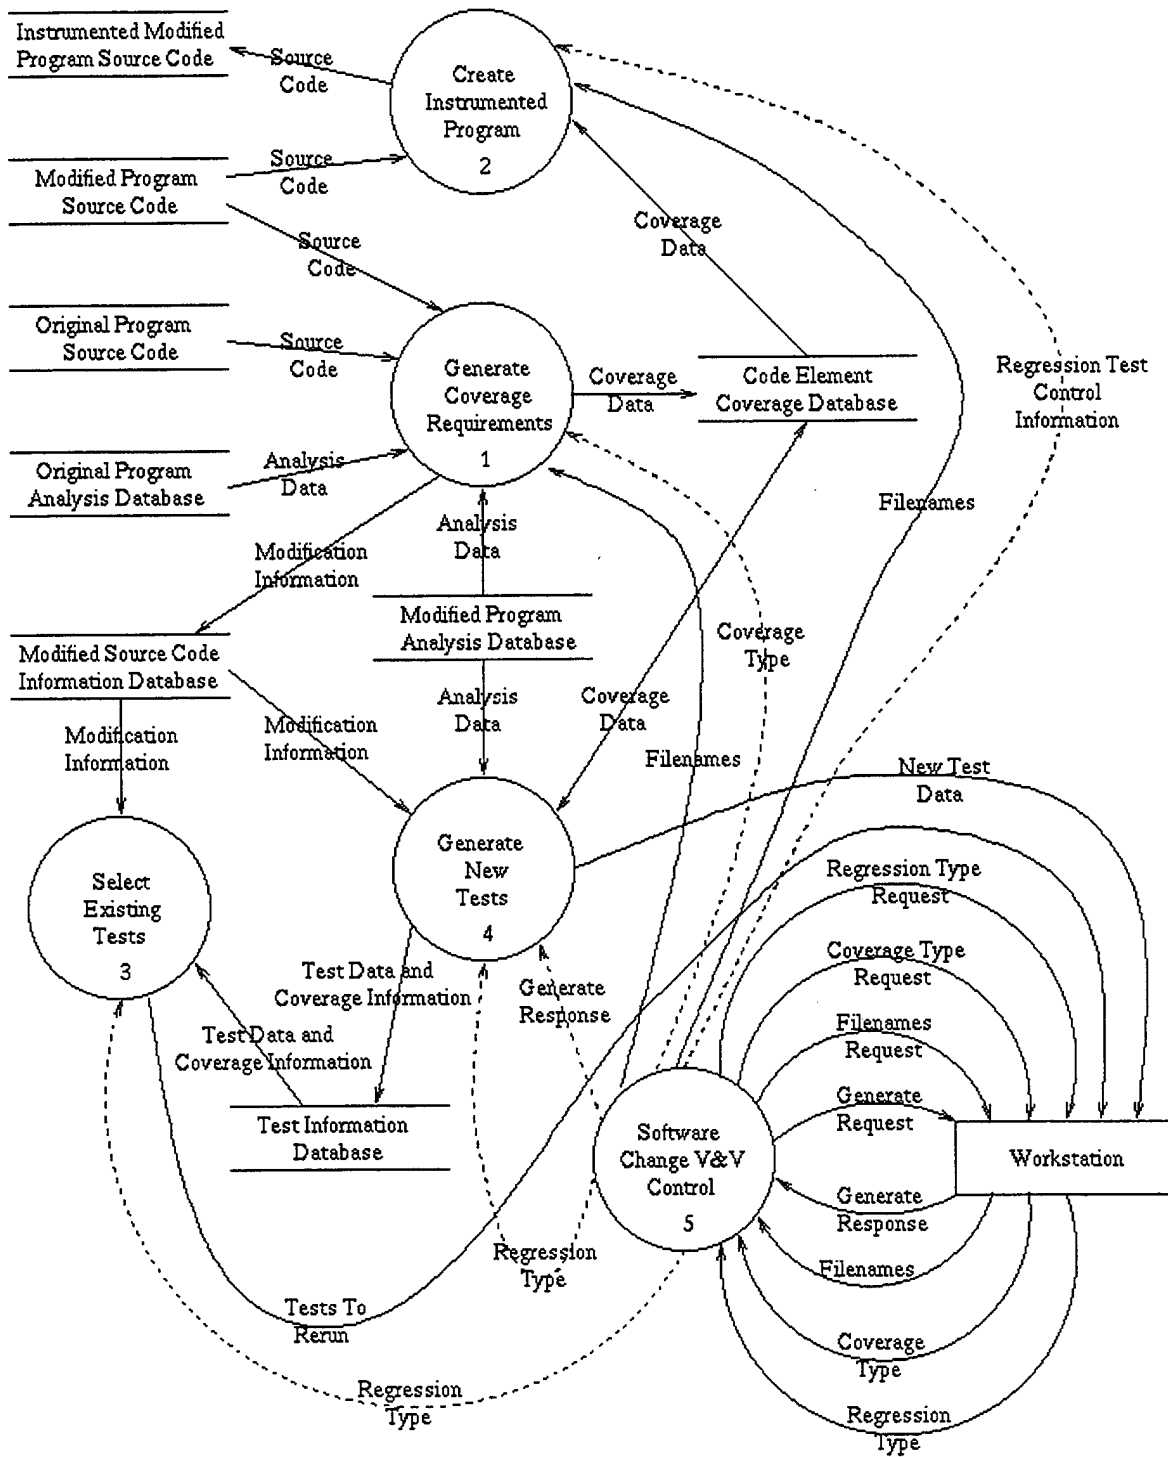 Instrumented Modified
Program Source Code
Source
Code
Create
Instrumented
Program
2
Modified Program
Source Code
Source
Code
Source
Code
Coverage
Data
Original Program
Source Code
Source
Code
Generate
Coverage
Requirements
1
Coverage
Data
Code Element
Coverage Database
Regression Test
Control
Information
Original Program
Analysis Database
Analysis
Data
Filenames
Modification
Information
Analysis
Data
Modified Program
Analysis Database
Coverage
Type
Modified Source Code
Information Database
Modification
Information
Modification
Information
Analysis
Data
Coverage
Data
Filenames
New Test
Data
Select
Existing
Tests
3
Generate
New
Tests
4
Regression Type
Request
Coverage Type
Request
Test Data and
Coverage Information
Generate
Response
Filenames
Request
Test Data and
Coverage Information
Generate
Request
Test Information
Database
Software
Change V&V
Control
5
Workstation
Generate
Response
Regression
Type
Filenames
Tests To
Rerun
Coverage
Type
Regression
Type
Regression
Type